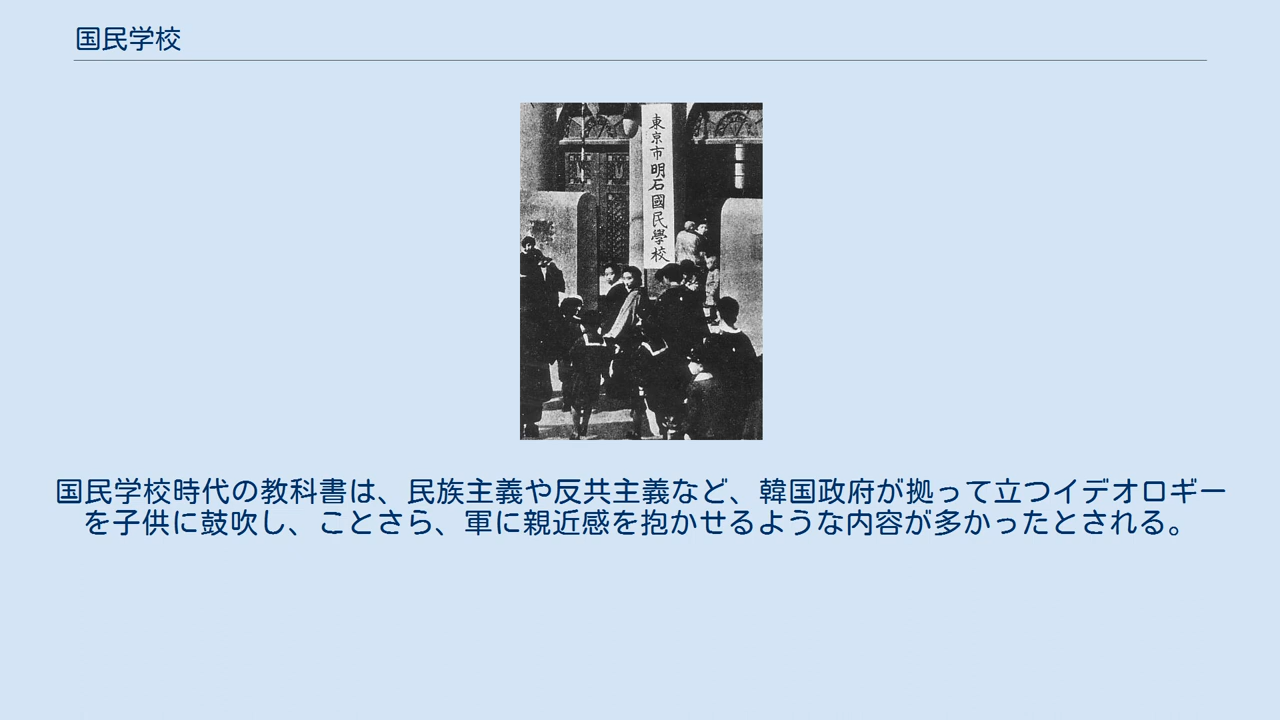 国民学校
東京市明石國民學校
国民学校時代の教科書は、民族主義や反共主義など、韓国政府が拠って立つイデオロギー
を子供に鼓吹し、ことさら、軍に親近感を抱かせるような内容が多かったとされる。